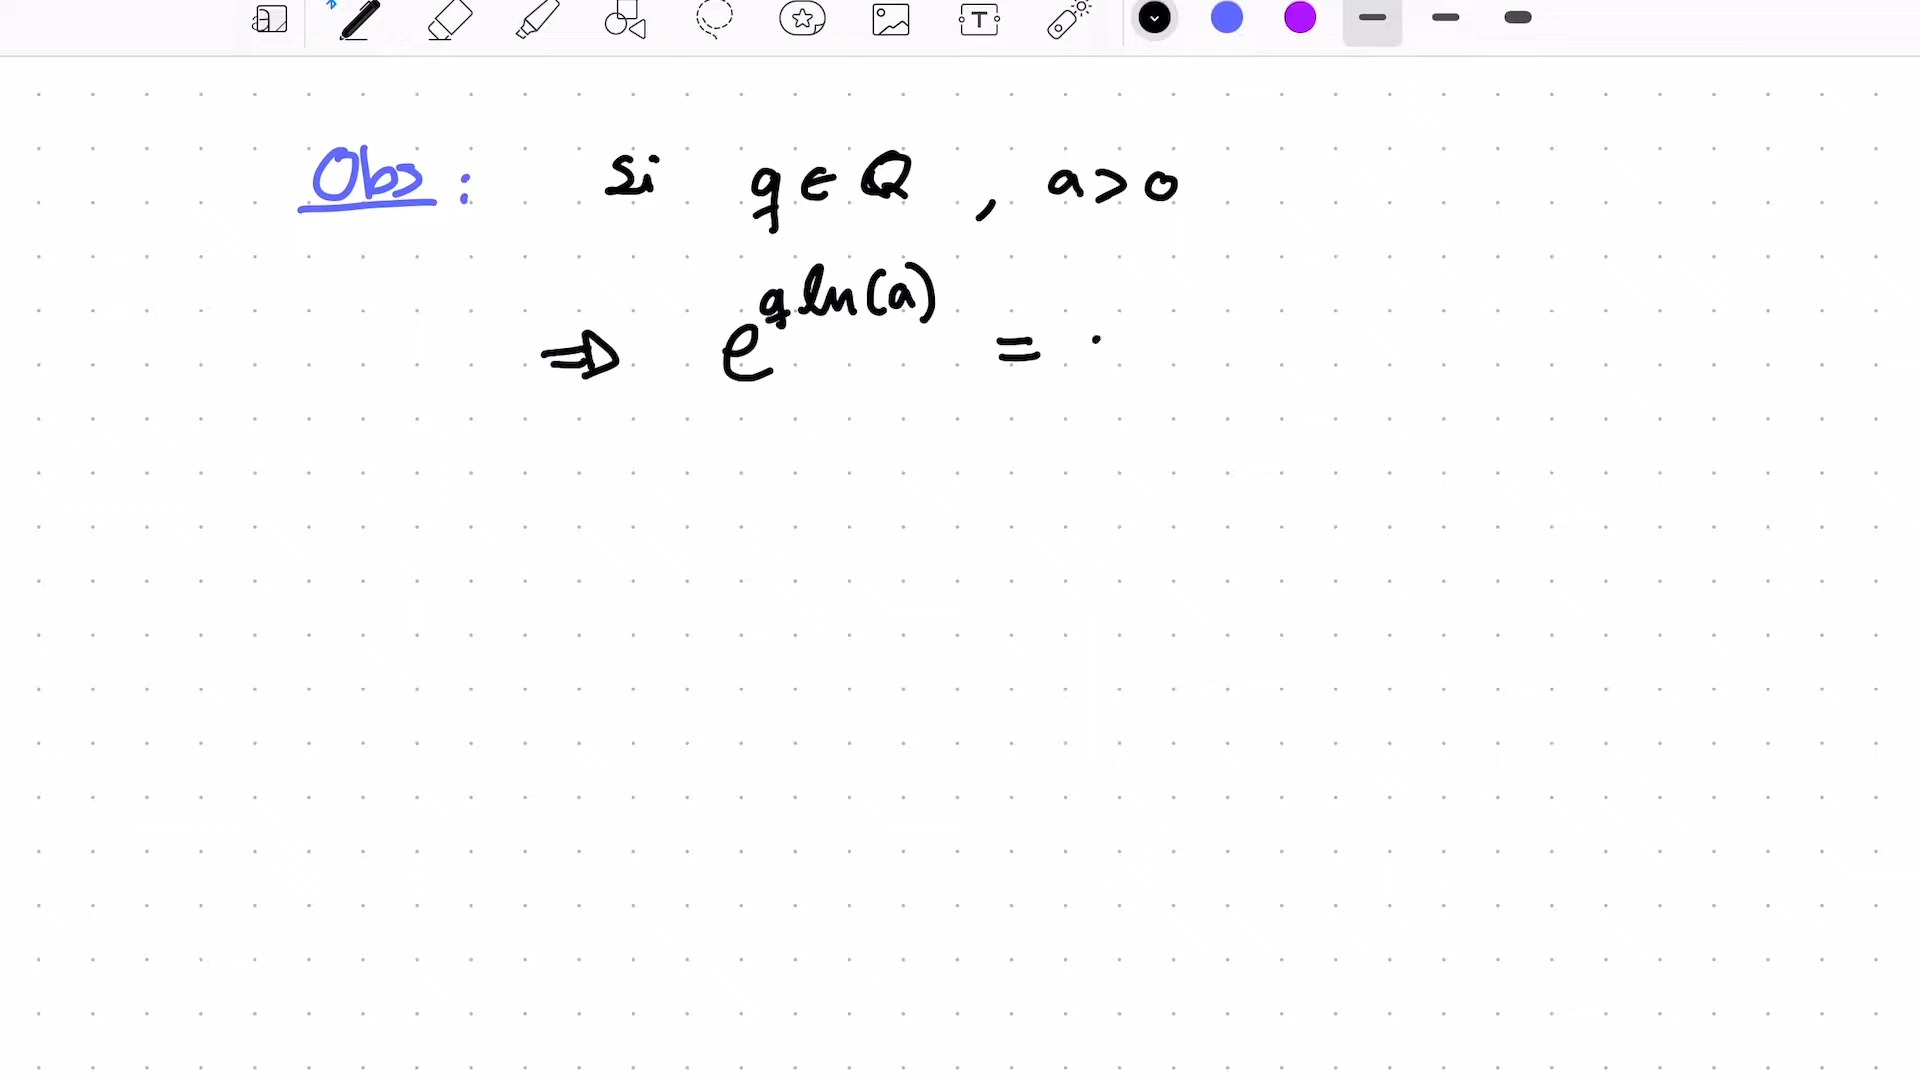 Obs : Si q ∈ Q , a > 0
⇒ e^{q ln(a)} =